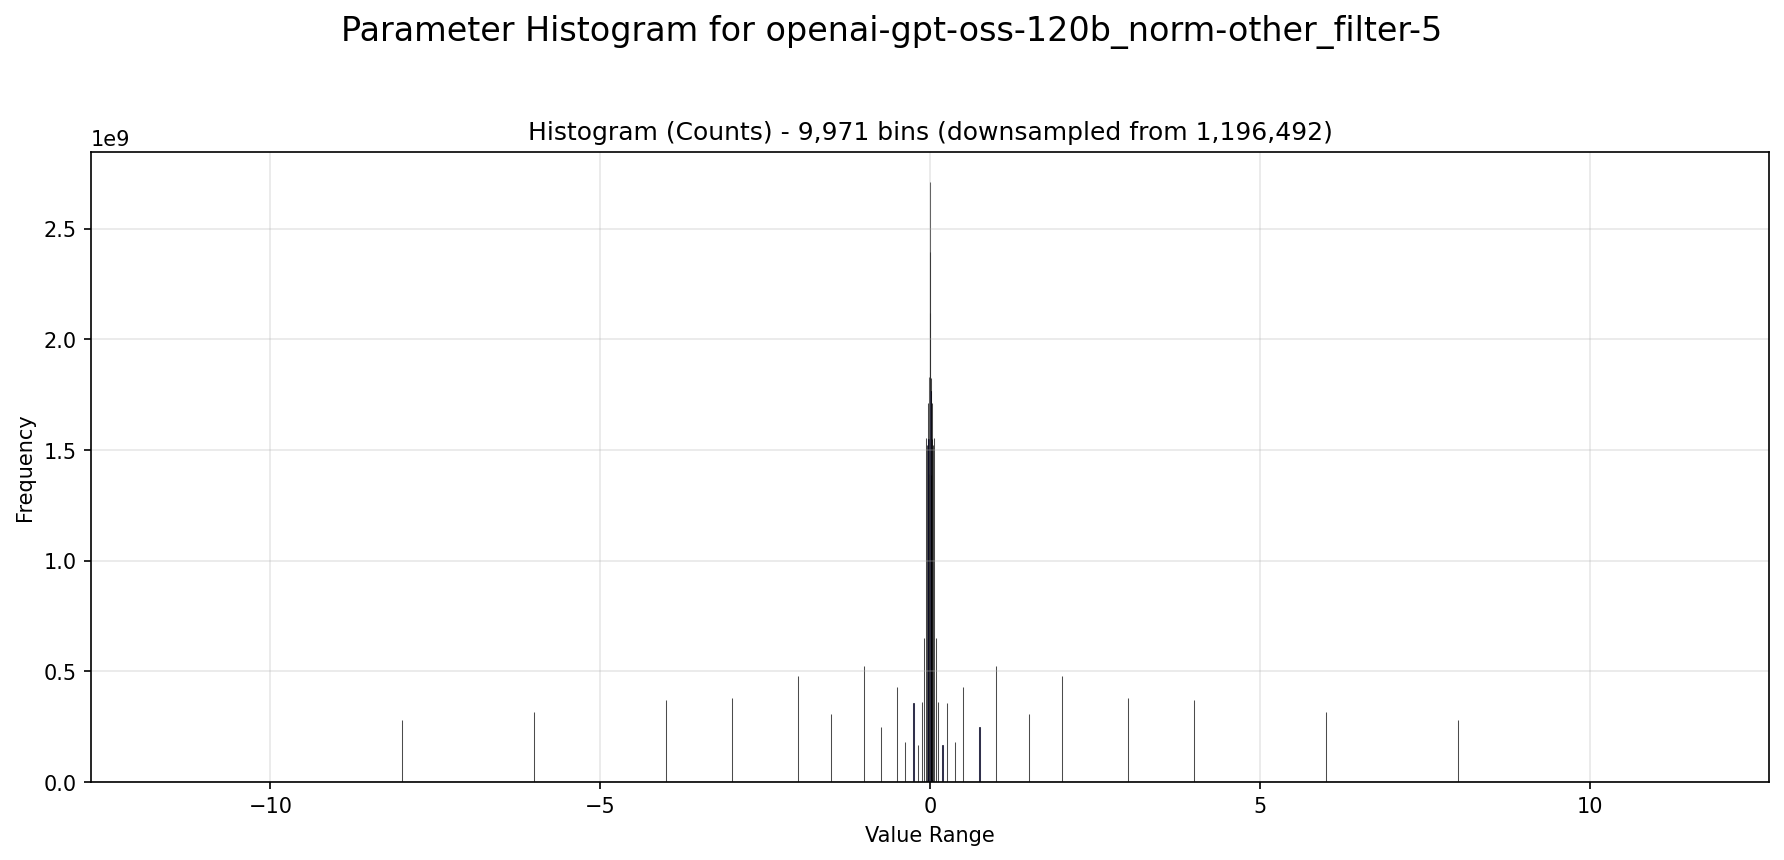 Parameter Histogram for openai-gpt-oss-120b_norm-other_filter-5
Histogram (Counts) - 9,971 bins (downsampled from 1,196,492)
1e9
2.5
2.0
1.5
1.0
0.5
0.0
Frequency
−10
−5
0
5
10
Value Range